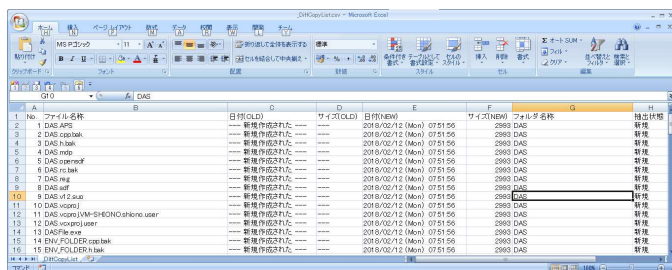 _DiffCopyList.csv - Microsoft Excel
ホーム 挿入 ページ レイアウト 数式 データ 校閲 表示 開発 チーム
貼り付け
MS Pゴシック 11
折り返して全体を表示する
標準
セルを結合して中央揃え
条件付き書式 テーブルとして書式設定 セルのスタイル
挿入 削除 書式
Σ オート SUM
フィル
クリア
並べ替えと 検索と選択
クリップボード フォント 配置 数値 スタイル セル 編集
G10 fx DAS
A B C D E F G H
1 No. ファイル名称 日付(OLD) サイズ(OLD) 日付(NEW) サイズ(NEW) フォルダ名称 抽出状態
2 1 DAS.APS --- 新規作成された --- --- 2018/02/12 (Mon) 07:51:56 2993 DAS 新規
3 2 DAS.cpp.bak --- 新規作成された --- --- 2018/02/12 (Mon) 07:51:56 2993 DAS 新規
4 3 DAS.h.bak --- 新規作成された --- --- 2018/02/12 (Mon) 07:51:56 2993 DAS 新規
5 4 DAS.mdp --- 新規作成された --- --- 2018/02/12 (Mon) 07:51:56 2993 DAS 新規
6 5 DAS.opensdf --- 新規作成された --- --- 2018/02/12 (Mon) 07:51:56 2993 DAS 新規
7 6 DAS.rc.bak --- 新規作成された --- --- 2018/02/12 (Mon) 07:51:56 2993 DAS 新規
8 7 DAS.reg --- 新規作成された --- --- 2018/02/12 (Mon) 07:51:56 2993 DAS 新規
9 8 DAS.sdf --- 新規作成された --- --- 2018/02/12 (Mon) 07:51:56 2993 DAS 新規
10 9 DAS.v12.suo --- 新規作成された --- --- 2018/02/12 (Mon) 07:51:56 2993 DAS 新規
11 10 DAS.vcproj --- 新規作成された --- --- 2018/02/12 (Mon) 07:51:56 2993 DAS 新規
12 11 DAS.vcproj.VM-SHIONO.shiono.user --- 新規作成された --- --- 2018/02/12 (Mon) 07:51:56 2993 DAS 新規
13 12 DAS.vcxproj.user --- 新規作成された --- --- 2018/02/12 (Mon) 07:51:56 2993 DAS 新規
14 13 DASFile.exe --- 新規作成された --- --- 2018/02/12 (Mon) 07:51:56 2993 DAS 新規
15 14 ENV_FOLDER.cpp.bak --- 新規作成された --- --- 2018/02/12 (Mon) 07:51:56 2993 DAS 新規
16 15 ENV_FOLDER.h.bak --- 新規作成された --- --- 2018/02/12 (Mon) 07:51:56 2993 DAS 新規
DiffCopyList
コマンド 100%